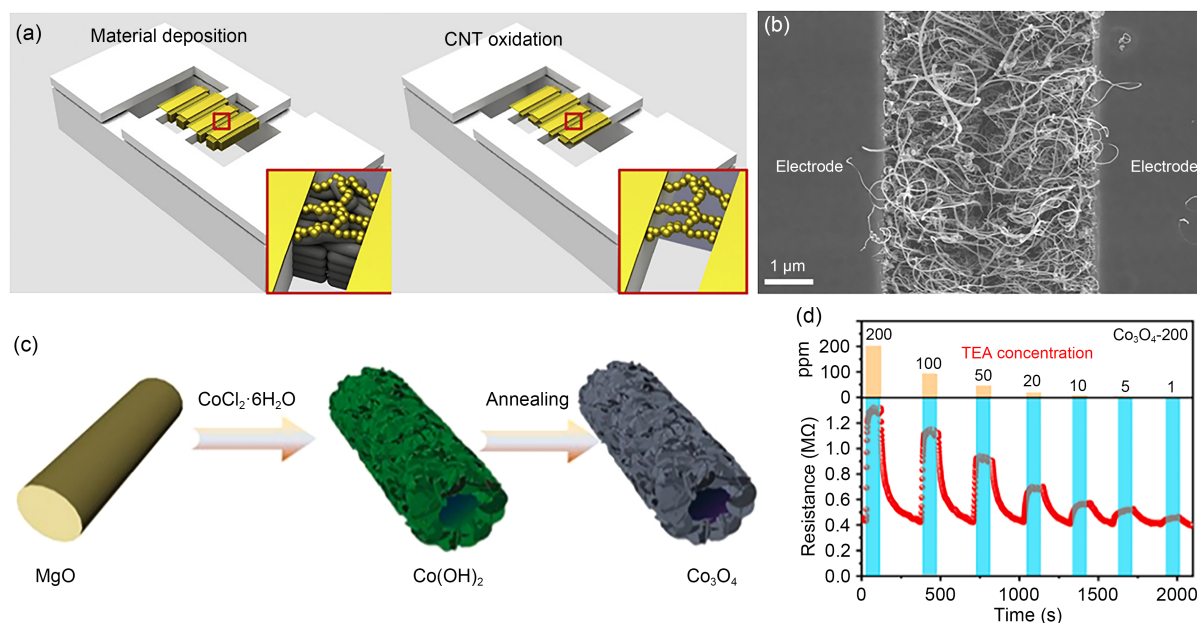 (a)
Material deposition
CNT oxidation
(b)
Electrode
Electrode
1 µm
(c)
CoCl₂·6H₂O
Annealing
MgO
Co(OH)₂
Co₃O₄
(d)
200
Co₃O₄-200
TEA concentration
100
50
20
10
5
1
ppm
200
100
0
Resistance (MΩ)
1.2
1.0
0.8
0.6
0.4
0.2
0.0
0
500
1000
1500
2000
Time (s)